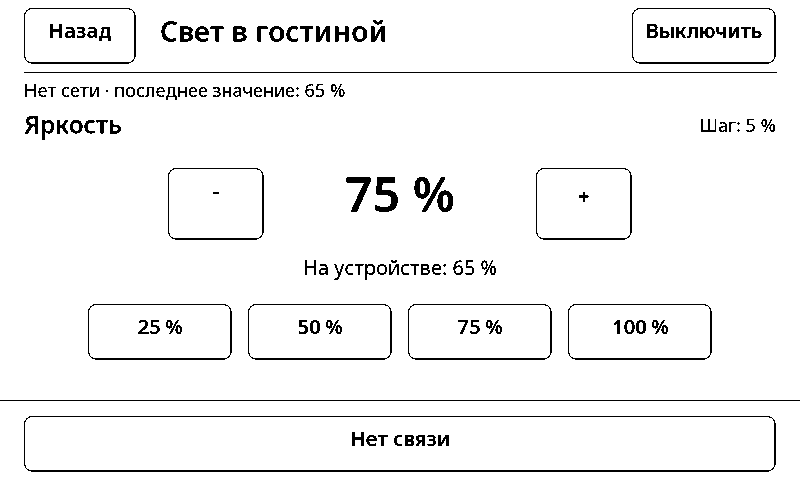 Назад
Свет в гостиной
Выключить
Нет сети · последнее значение: 65 %
Яркость
Шаг: 5 %
-
75 %
+
На устройстве: 65 %
25 %
50 %
75 %
100 %
Нет связи